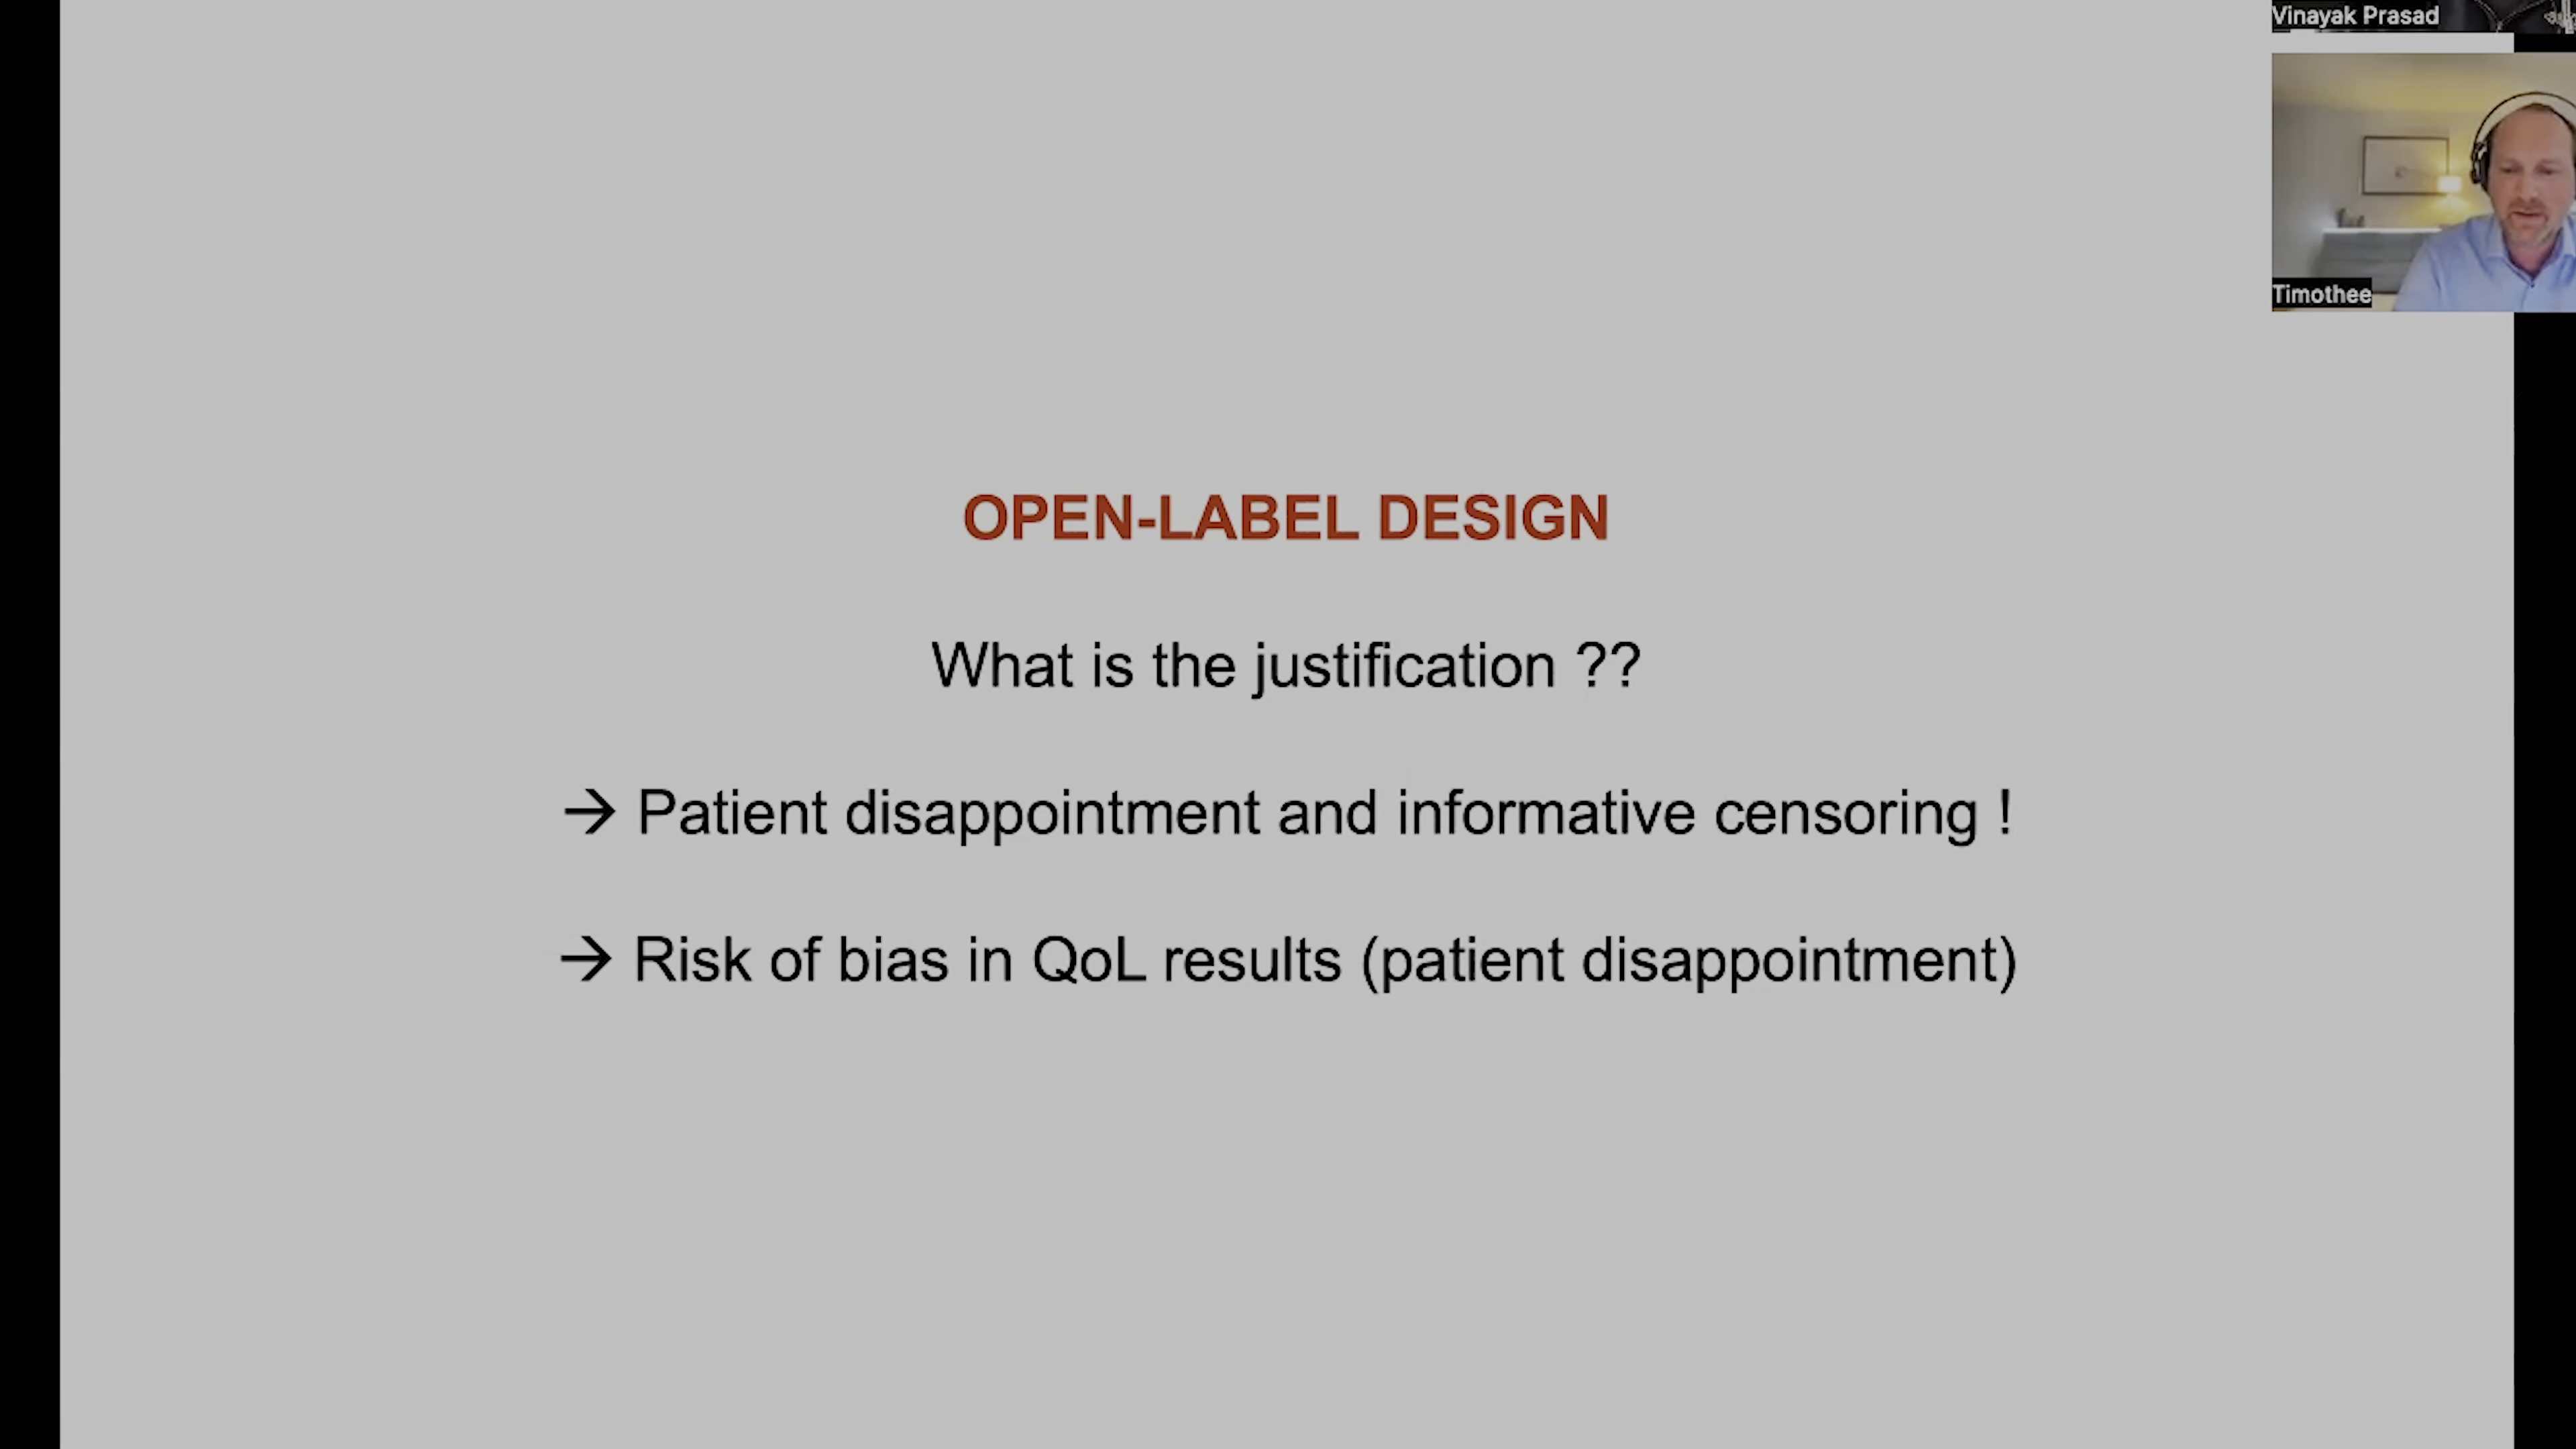 Vinayak Prasad
Timothee
OPEN-LABEL DESIGN
What is the justification ??
→ Patient disappointment and informative censoring !
→ Risk of bias in QoL results (patient disappointment)